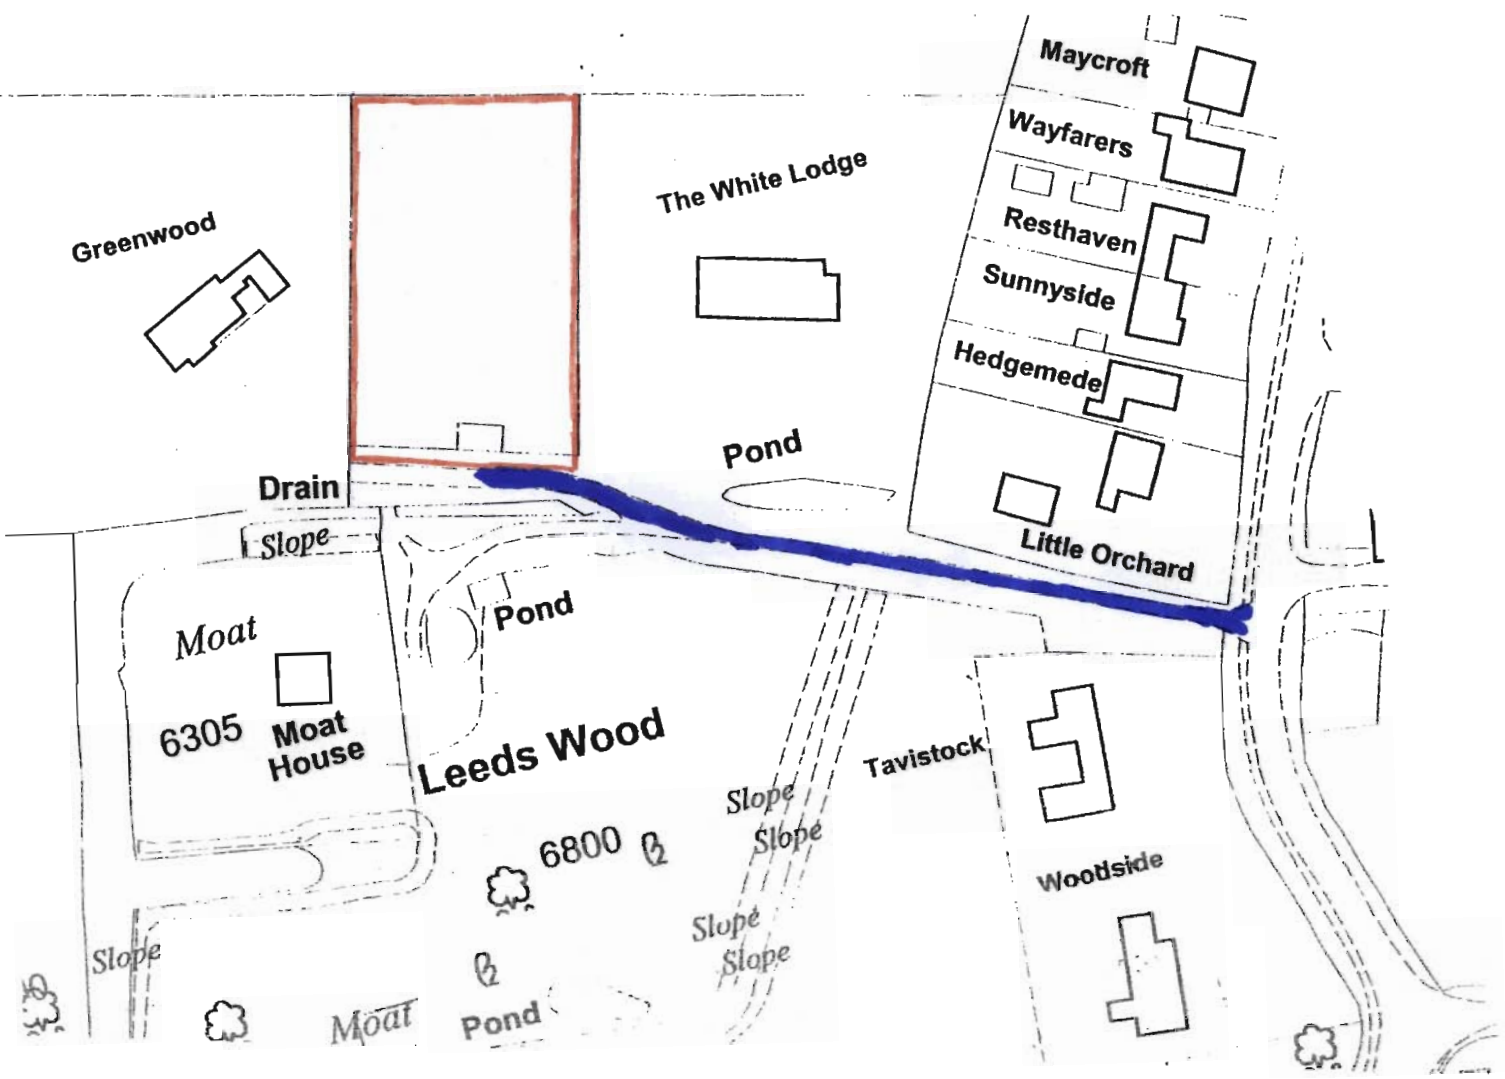 Maycroft
Wayfarers
The White Lodge
Greenwood
Resthaven
Sunnyside
Hedgemede
Pond
Drain
Slope
Little Orchard
Pond
Moat
6305
Moat
House
Leeds Wood
Tavistock
Slope
Slope
6800
Woodside
Slope
Slope
Slope
Moat
Pond